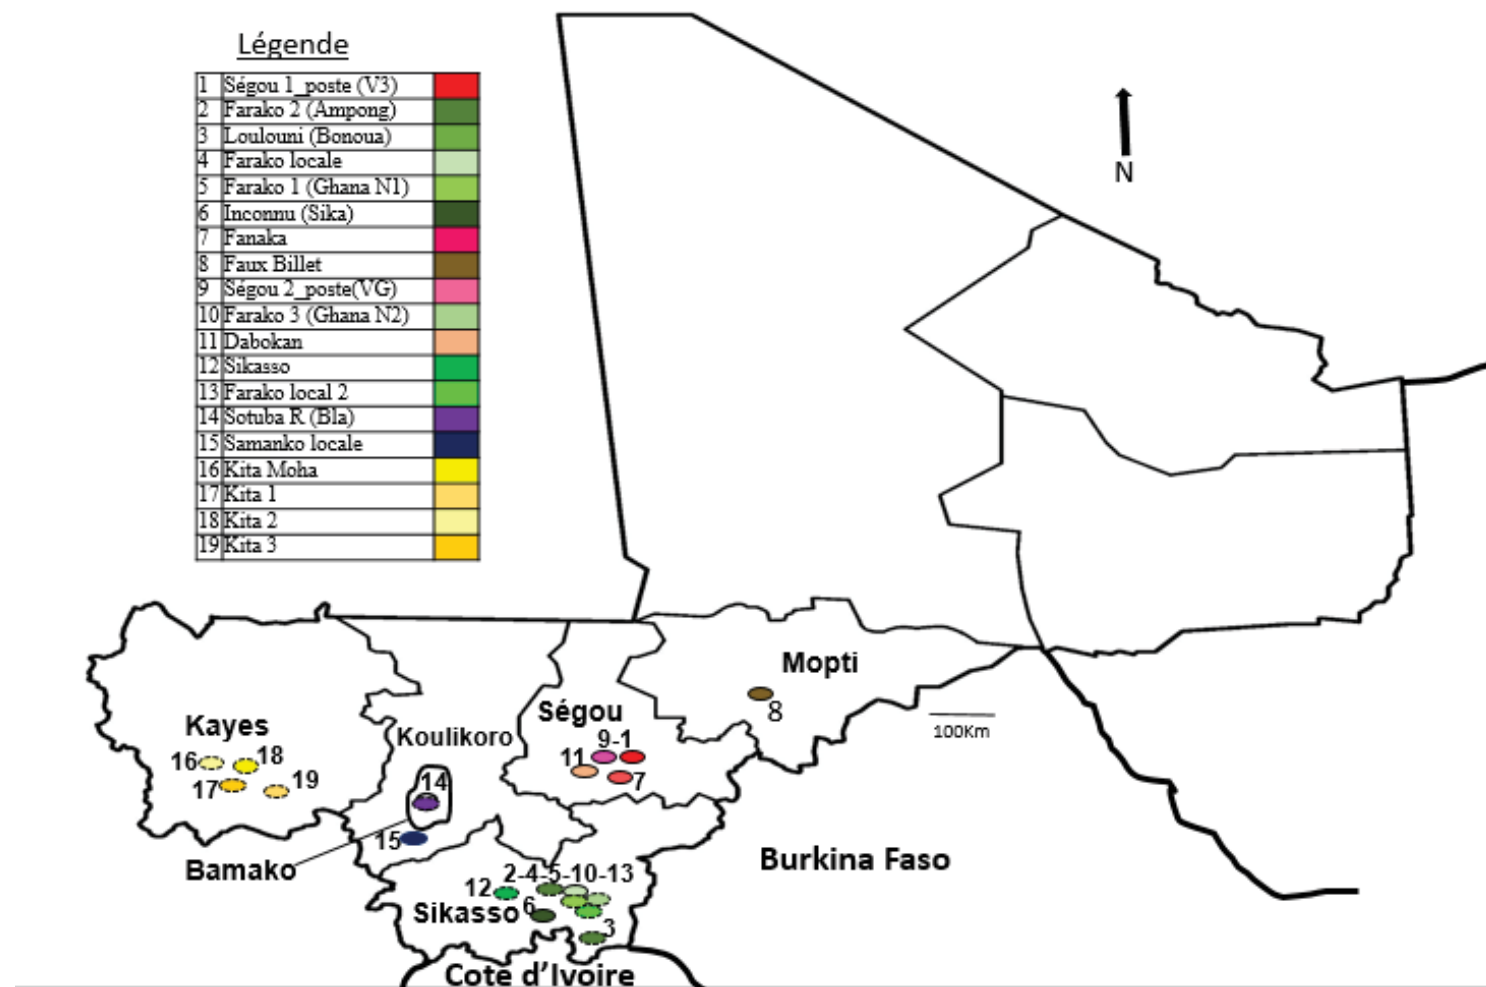 Légende
1 Ségou 1_poste (V3)
2 Farako 2 (Ampong)
3 Loulouni (Bonoua)
4 Farako locale
5 Farako 1 (Ghana N1)
6 Inconnu (Sika)
7 Fanaka
8 Faux Billet
9 Ségou 2_poste(VG)
10 Farako 3 (Ghana N2)
11 Dabokan
12 Sikasso
13 Farako local 2
14 Sotuba R (Bla)
15 Samanko locale
16 Kita Moha
17 Kita 1
18 Kita 2
19 Kita 3
N
Mopti
8
100Km
Ségou
9-1
11
7
Kayes
16
18
17
19
Koulikoro
14
15
Bamako
Burkina Faso
2-4-5-10-13
12
Sikasso
6
3
Cote d’Ivoire